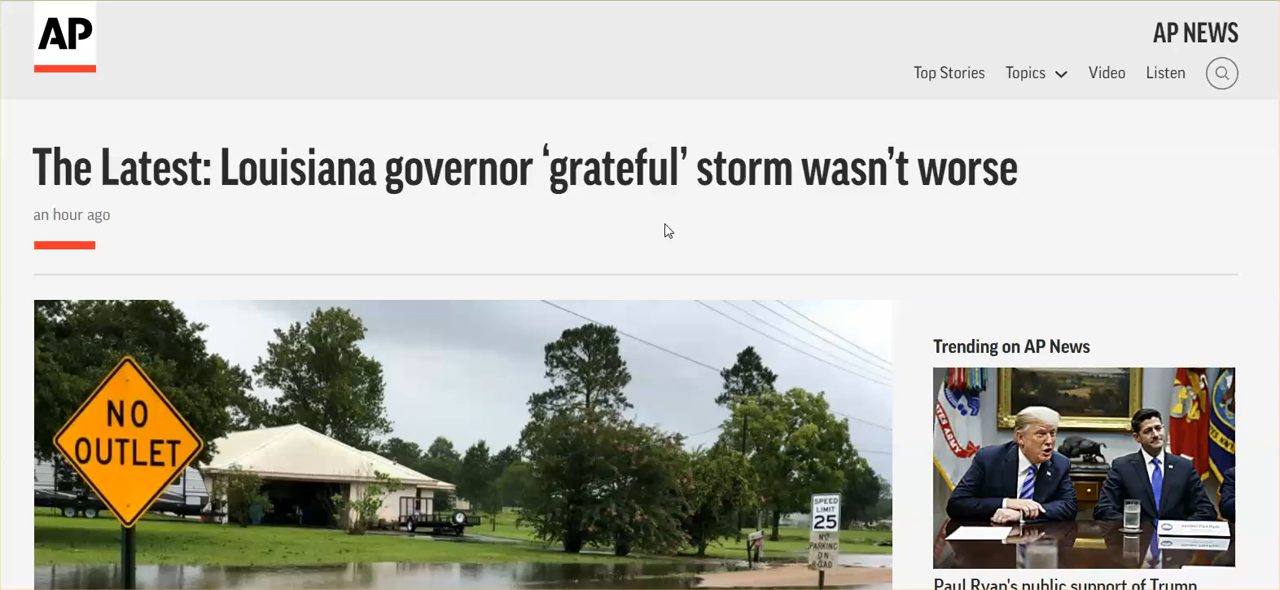 AP
AP NEWS
Top Stories
Topics
Video
Listen
The Latest: Louisiana governor ‘grateful’ storm wasn’t worse
an hour ago
NO
OUTLET
SPEED
LIMIT
25
NO
PARKING
ON
ROAD
Trending on AP News
Paul Ryan's public support of Trump